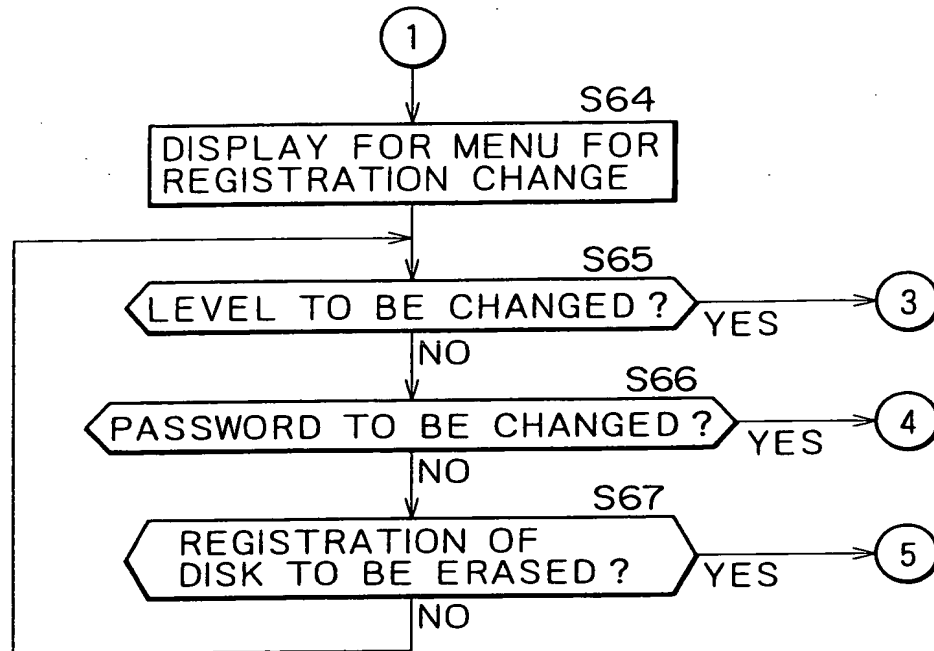 1
S64
DISPLAY FOR MENU FOR
REGISTRATION CHANGE
S65
LEVEL TO BE CHANGED?
YES
3
NO
S66
PASSWORD TO BE CHANGED?
YES
4
NO
S67
REGISTRATION OF
DISK TO BE ERASED?
YES
5
NO